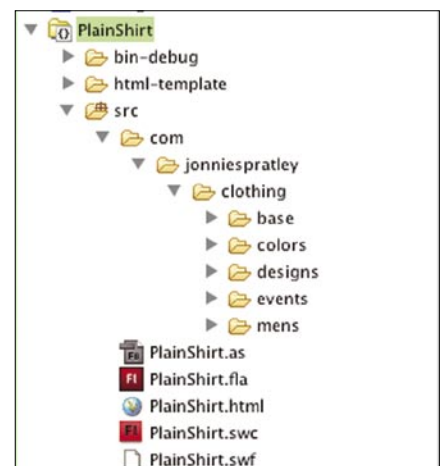 PlainShirt
bin-debug
html-template
src
com
jonniespratley
clothing
base
colors
designs
events
mens
PlainShirt.as
PlainShirt.fla
PlainShirt.html
PlainShirt.swc
PlainShirt.swf